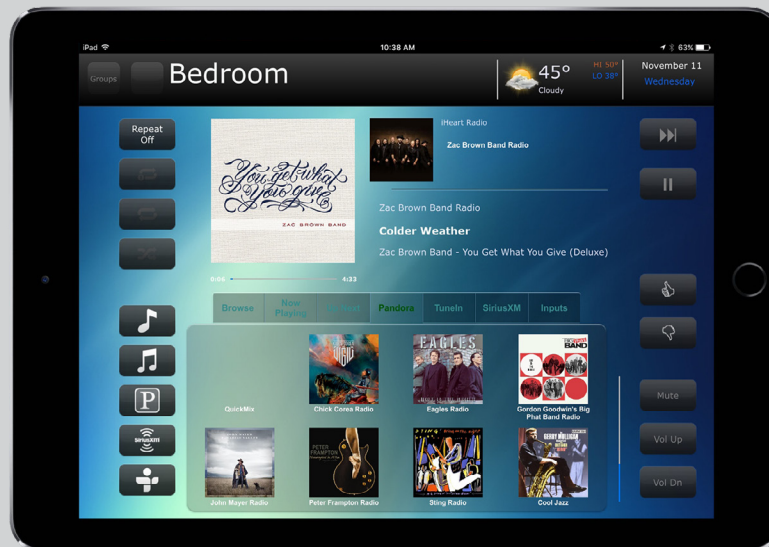 iPad
10:38 AM
63%
Groups
Bedroom
45°
Cloudy
HI 50°
LO 38°
November 11
Wednesday
Repeat
Off
You get what
You give
ZAC BROWN BAND
iHeart Radio
Zac Brown Band Radio
Zac Brown Band Radio
Colder Weather
Zac Brown Band - You Get What You Give (Deluxe)
0:06
4:33
Browse
Now
Playing
Pandora
TuneIn
SiriusXM
Inputs
QuickMix
Chick Corea Radio
EAGLES
Eagles Radio
BAND
Gordon Goodwin's Big
Phat Band Radio
John Mayer Radio
PETER
FRAMPTON
Peter Frampton Radio
Sting Radio
GERRY MULLIGAN
Cool Jazz
P
SiriusXM
Mute
Vol Up
Vol Dn